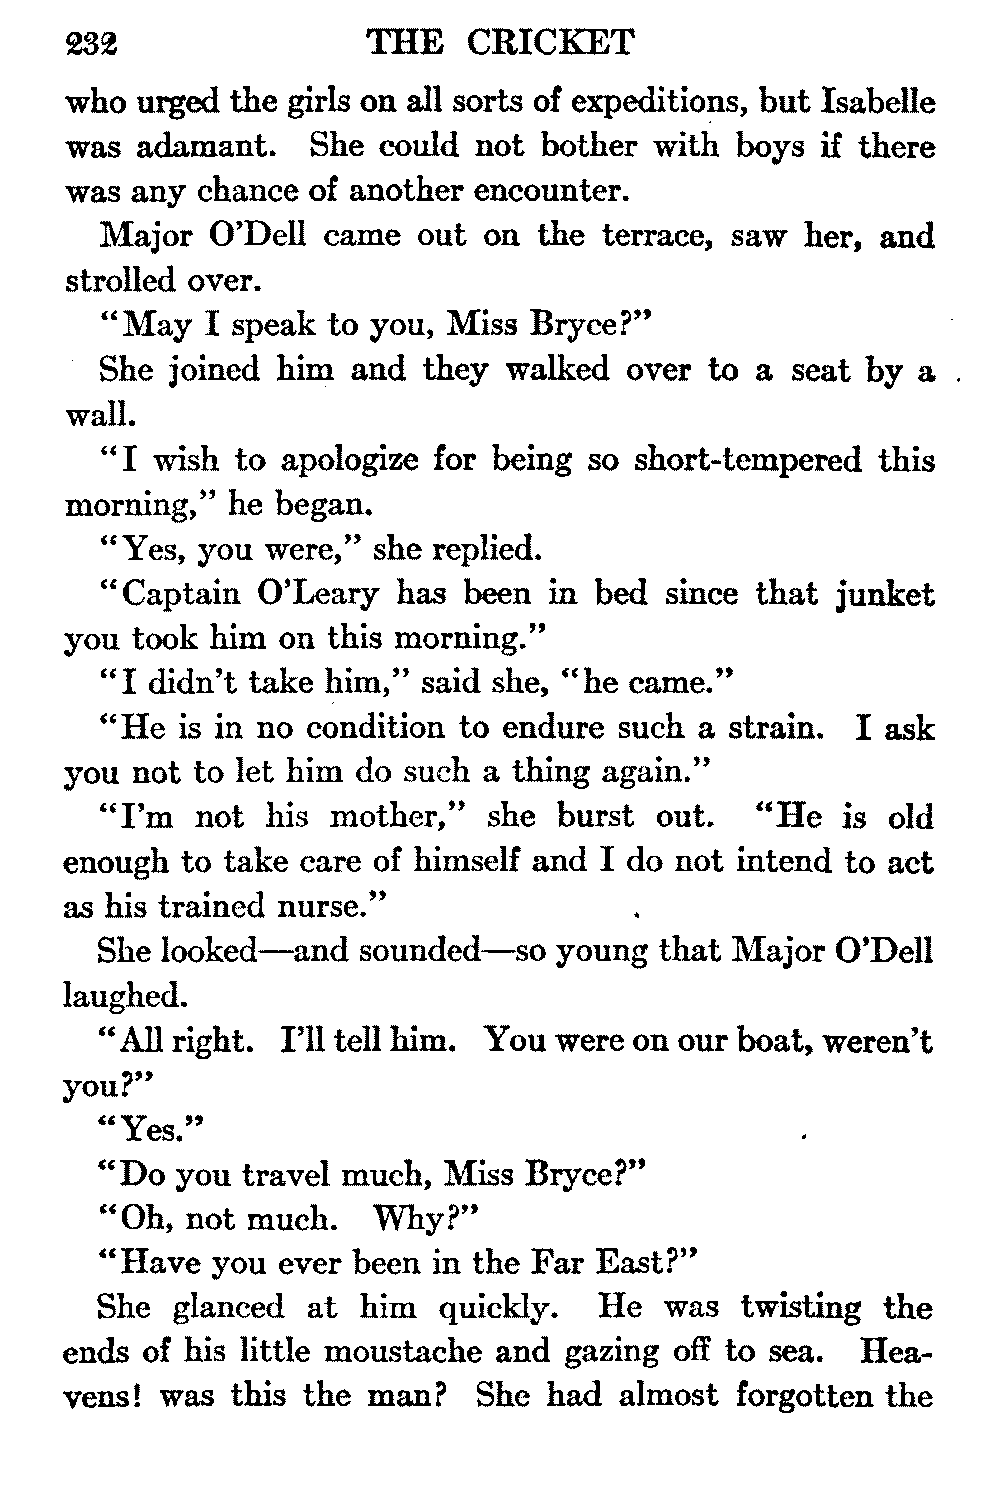 232 THE CRICKET
who urged the girls on all sorts of expeditions, but Isabelle
was adamant. She could not bother with boys if there
was any chance of another encounter.
Major O'Dell came out on the terrace, saw her, and
strolled over.
"May I speak to you, Miss Bryce?"
She joined him and they walked over to a seat by a
wall.
"I wish to apologize for being so short-tempered this
morning," he began.
"Yes, you were," she replied.
"Captain O'Leary has been in bed since that junket
you took him on this morning."
"I didn't take him," said she, "he came."
"He is in no condition to endure such a strain. I ask
you not to let him do such a thing again."
"I'm not his mother," she burst out. "He is old
enough to take care of himself and I do not intend to act
as his trained nurse."
She looked—and sounded—so young that Major O'Dell
laughed.
"All right. I'll tell him. You were on our boat, weren't
you?"
"Yes."
"Do you travel much, Miss Bryce?"
"Oh, not much. Why?"
"Have you ever been in the Far East?"
She glanced at him quickly. He was twisting the
ends of his little moustache and gazing off to sea. Hea-
vens! was this the man? She had almost forgotten the